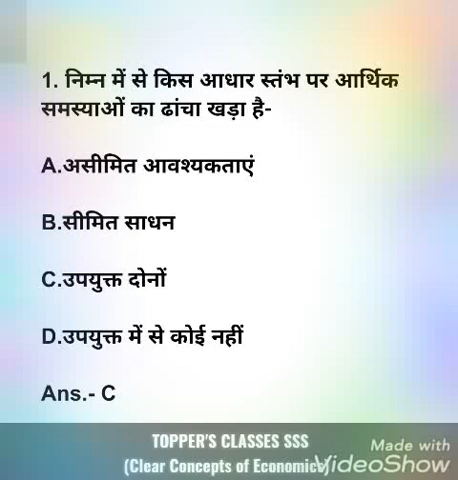 1. निम्न में से किस आधार स्तंभ पर आर्थिक
समस्याओं का ढांचा खड़ा है-
A.असीमित आवश्यकताएं
B.सीमित साधन
C.उपयुक्त दोनों
D.उपयुक्त में से कोई नहीं
Ans.- C
TOPPER'S CLASSES SSS
(Clear Concepts of Economics)
Made with
VideoShow